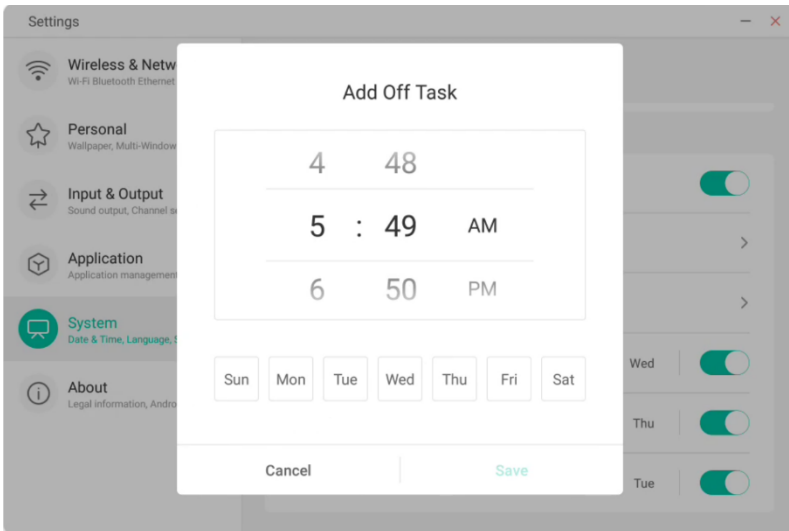 Settings
Wireless & Netw
Wi-Fi Bluetooth Ethernet
Personal
Wallpaper, Multi-Window
Input & Output
Sound output, Channel se
Application
Application management
System
Date & Time, Language, S
About
Legal information, Andro
Add Off Task
4 48
5 : 49 AM
6 50 PM
Sun Mon Tue Wed Thu Fri Sat
Cancel Save
Wed
Thu
Tue